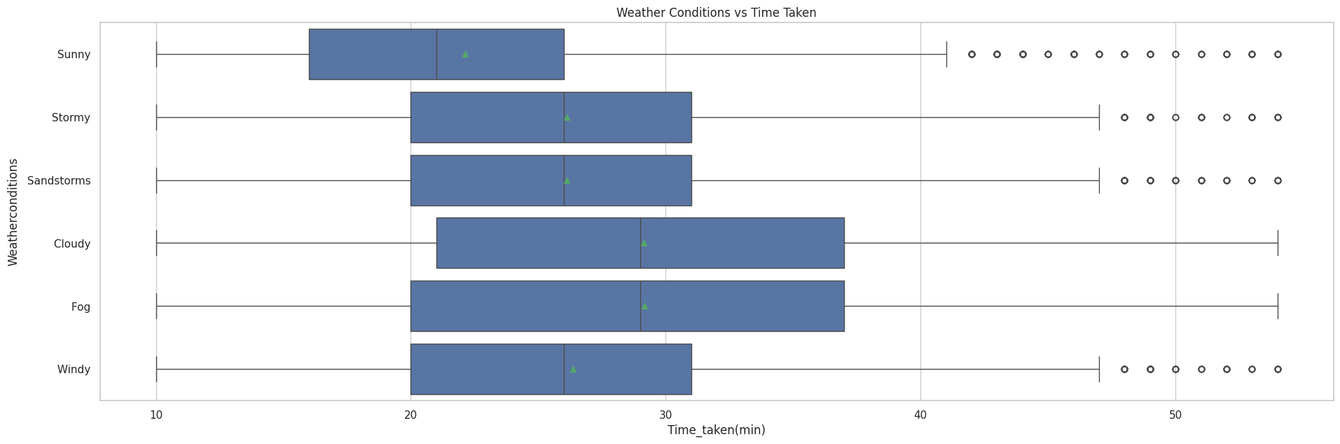 Weather Conditions vs Time Taken
Weatherconditions
Sunny
Stormy
Sandstorms
Cloudy
Fog
Windy
10 20 30 40 50
Time_taken(min)